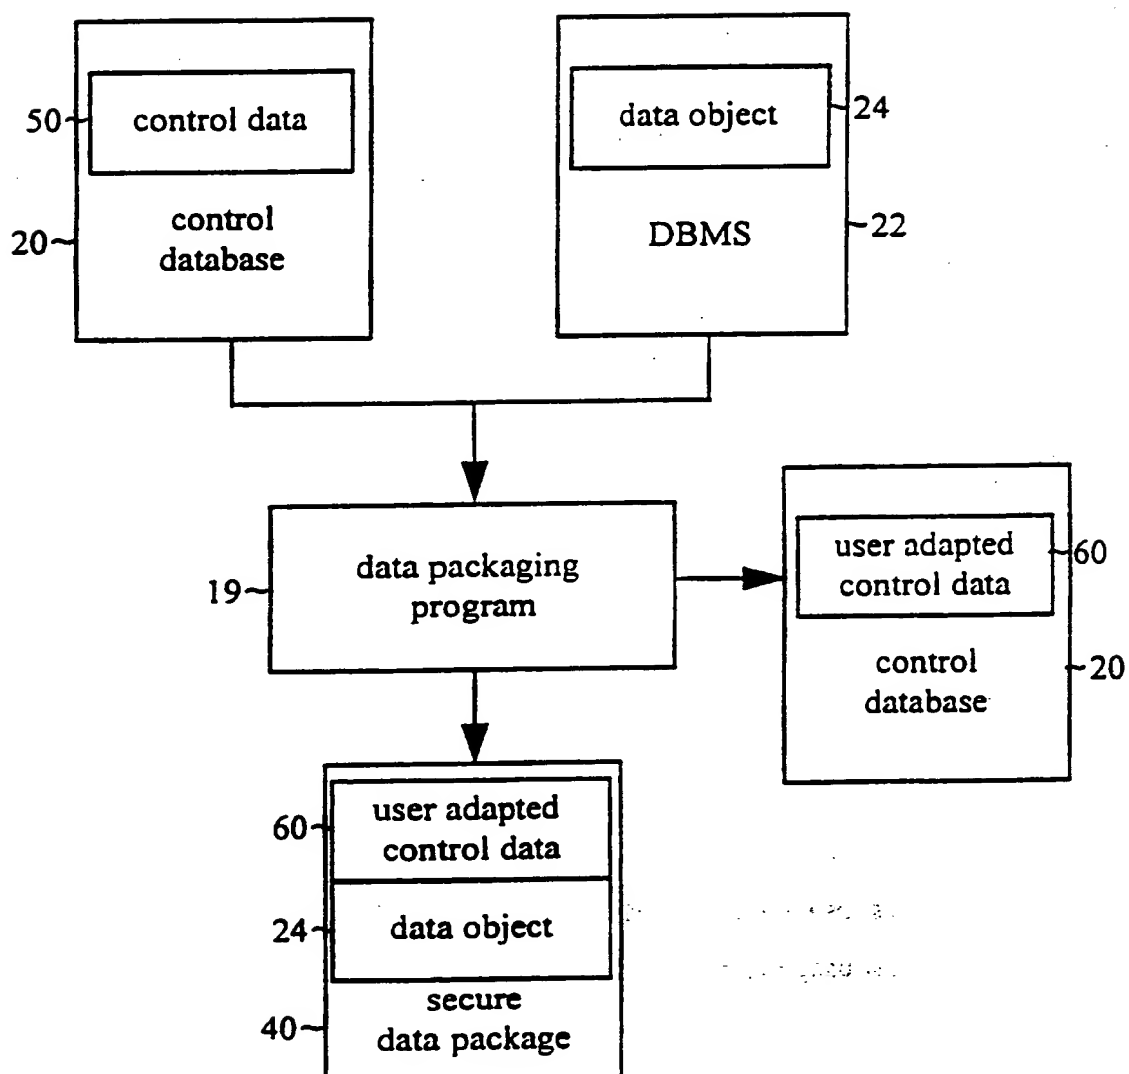 50
control data
20
control
database
data object
24
DBMS
22
19
data packaging
program
user adapted
control data
60
control
database
20
60
user adapted
control data
24
data object
40
secure
data package